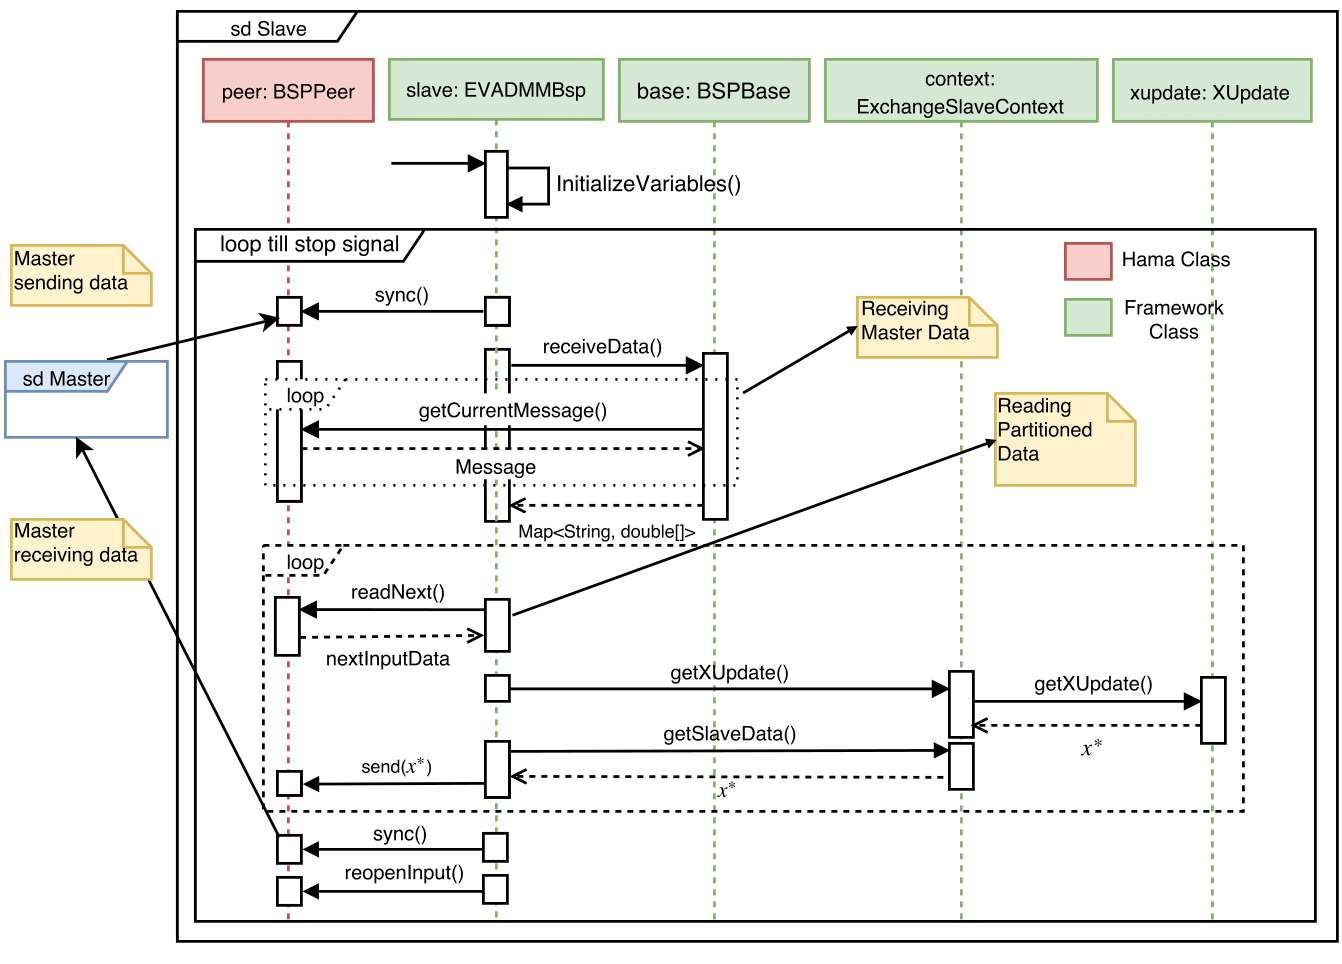 sd Slave
peer: BSPPeer
slave: EVADMMBsp
base: BSPBase
context:
ExchangeSlaveContext
xupdate: XUpdate
InitializeVariables()
loop till stop signal
Master
sending data
Hama Class
Framework
Class
sync()
Receiving
Master Data
receiveData()
sd Master
loop
getCurrentMessage()
Reading
Partitioned
Data
Message
Map<String, double[]>
Master
receiving data
loop
readNext()
nextInputData
getXUpdate()
getXUpdate()
x*
getSlaveData()
send(x*)
x*
sync()
reopenInput()